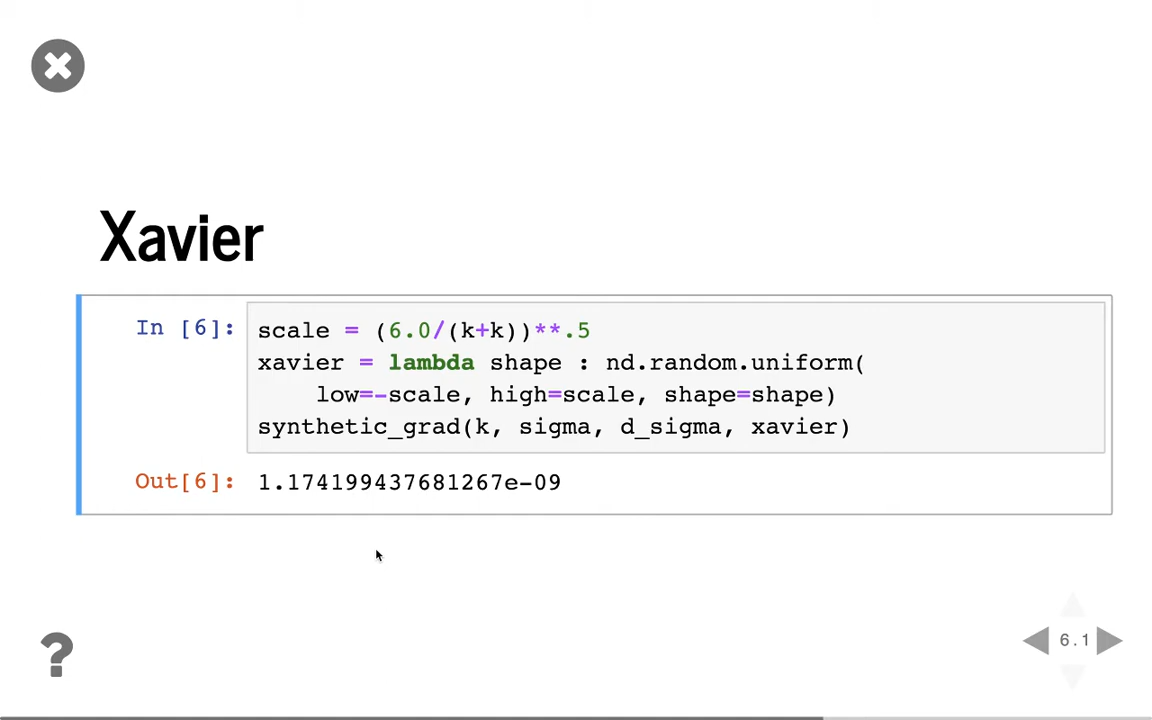 Xavier
In [6]:
scale = (6.0/(k+k))**.5
xavier = lambda shape : nd.random.uniform(
    low=-scale, high=scale, shape=shape)
synthetic_grad(k, sigma, d_sigma, xavier)
Out[6]: 1.174199437681267e-09
?
6.1